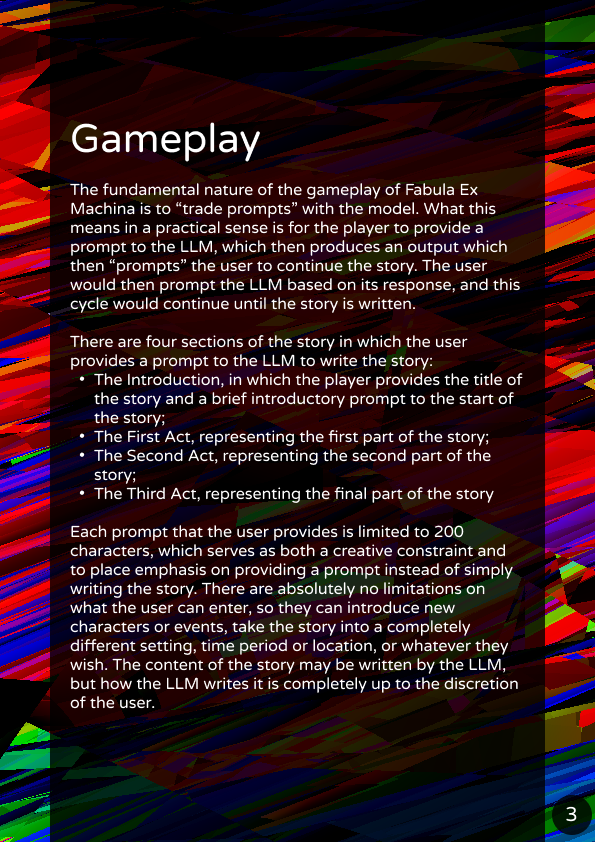 Gameplay
The fundamental nature of the gameplay of Fabula Ex
Machina is to “trade prompts” with the model. What this
means in a practical sense is for the player to provide a
prompt to the LLM, which then produces an output which
then “prompts” the user to continue the story. The user
would then prompt the LLM based on its response, and this
cycle would continue until the story is written.
There are four sections of the story in which the user
provides a prompt to the LLM to write the story:
• The Introduction, in which the player provides the title of
the story and a brief introductory prompt to the start of
the story;
• The First Act, representing the first part of the story;
• The Second Act, representing the second part of the
story;
• The Third Act, representing the final part of the story
Each prompt that the user provides is limited to 200
characters, which serves as both a creative constraint and
to place emphasis on providing a prompt instead of simply
writing the story. There are absolutely no limitations on
what the user can enter, so they can introduce new
characters or events, take the story into a completely
different setting, time period or location, or whatever they
wish. The content of the story may be written by the LLM,
but how the LLM writes it is completely up to the discretion
of the user.
3